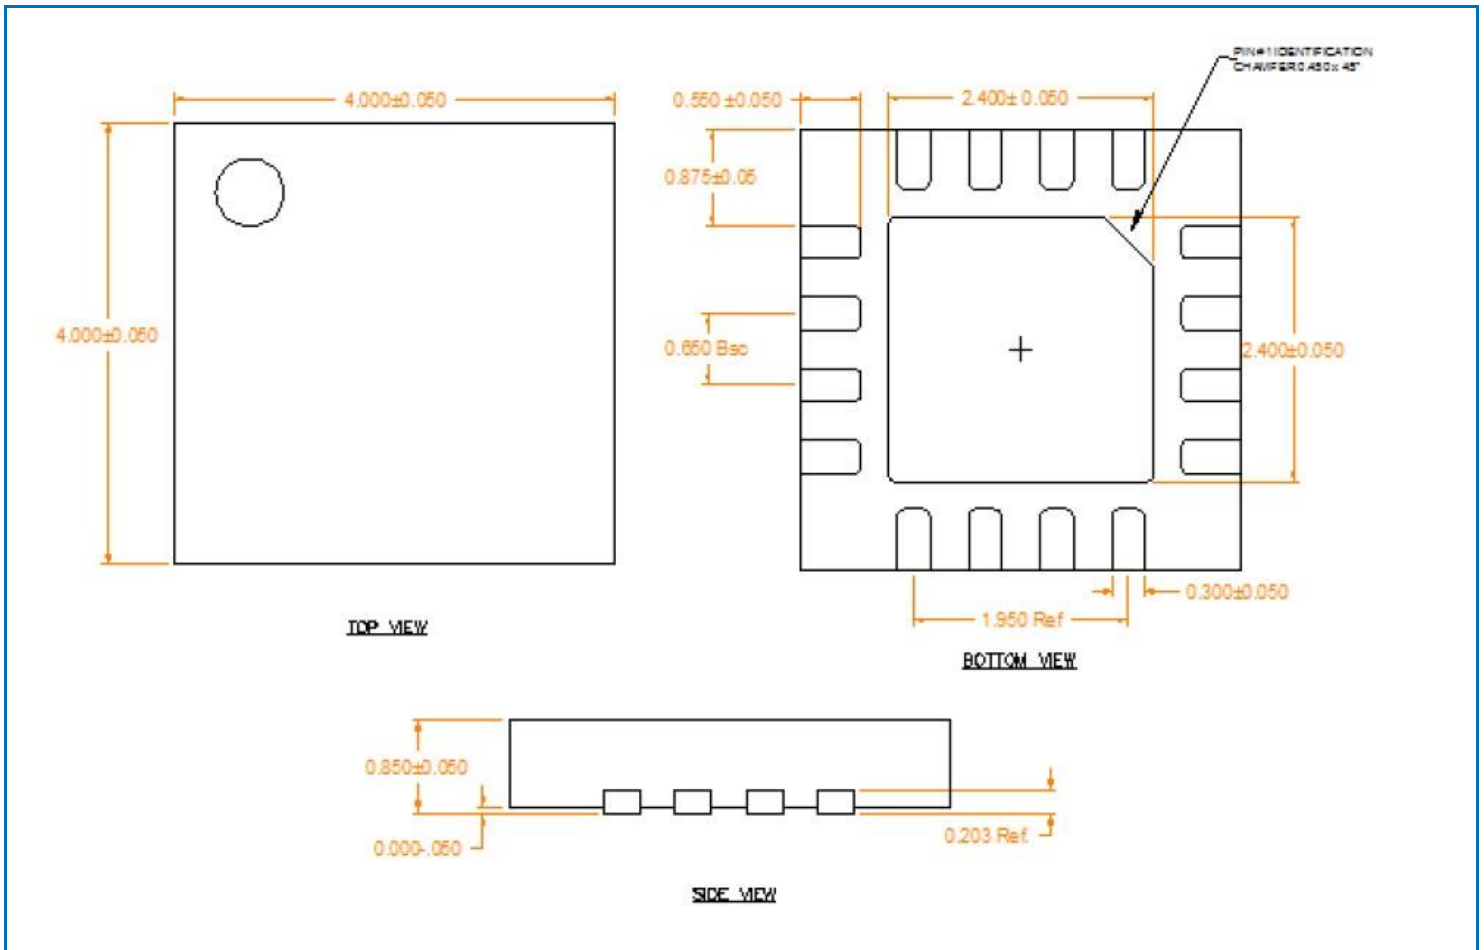 PIN#1 IDENTIFICATION
CHAMFER 0.450 x 45°
4.000±0.050
0.550 ±0.050
2.400± 0.050
0.875±0.05
4.000±0.050
0.650 Bsc
2.400±0.050
0.300±0.050
1.950 Ref
TOP VIEW
BOTTOM VIEW
0.850±0.050
0.203 Ref.
0.000-.050
SIDE VIEW